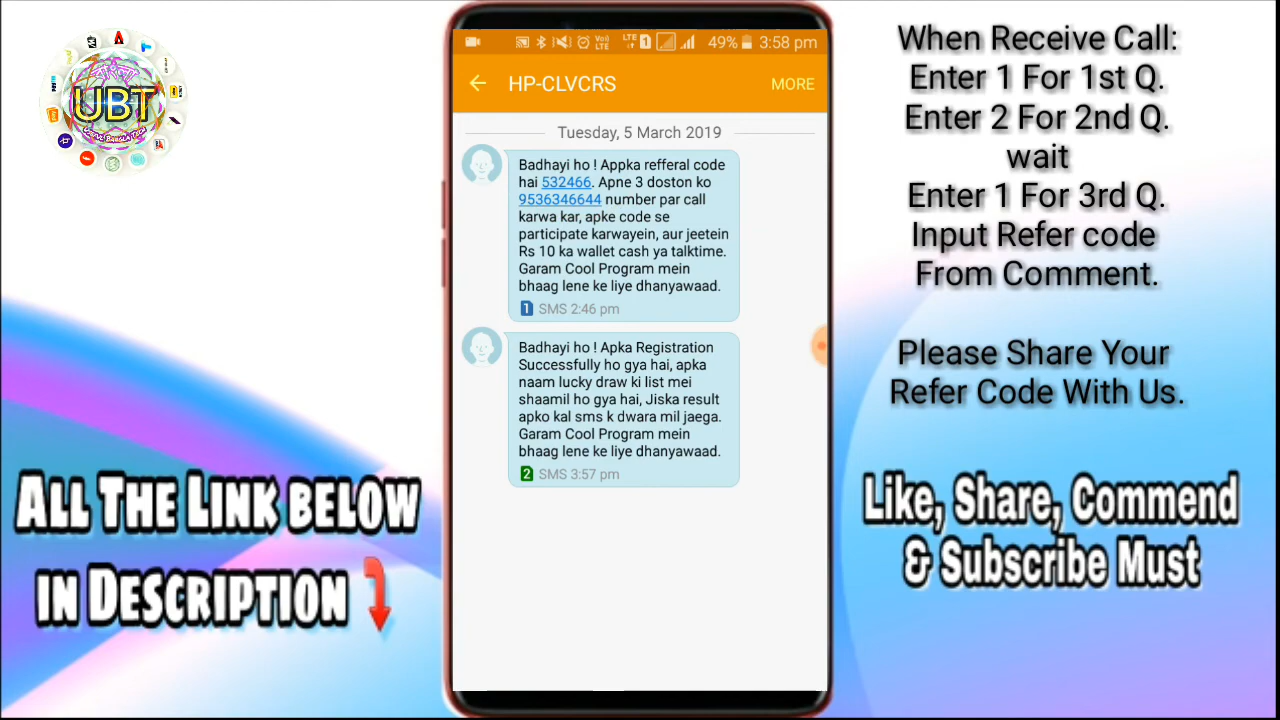 UBT
LTE
1
49%
3:58 pm
HP-CLVCRS
MORE
Tuesday, 5 March 2019
Badhayi ho ! Appka refferal code
hai 532466. Apne 3 doston ko
9536346644 number par call
karwa kar, apke code se
participate karwayein, aur jeetein
Rs 10 ka wallet cash ya talktime.
Garam Cool Program mein
bhaag lene ke liye dhanyawaad.
1 SMS 2:46 pm
Badhayi ho ! Apka Registration
Successfully ho gya hai, apka
naam lucky draw ki list mei
shaamil ho gya hai, Jiska result
apko kal sms k dwara mil jaega.
Garam Cool Program mein
bhaag lene ke liye dhanyawaad.
2 SMS 3:57 pm
When Receive Call:
Enter 1 For 1st Q.
Enter 2 For 2nd Q.
wait
Enter 1 For 3rd Q.
Input Refer code
From Comment.
Please Share Your
Refer Code With Us.
All The Link below
in Description
Like, Share, Commend
& Subscribe Must